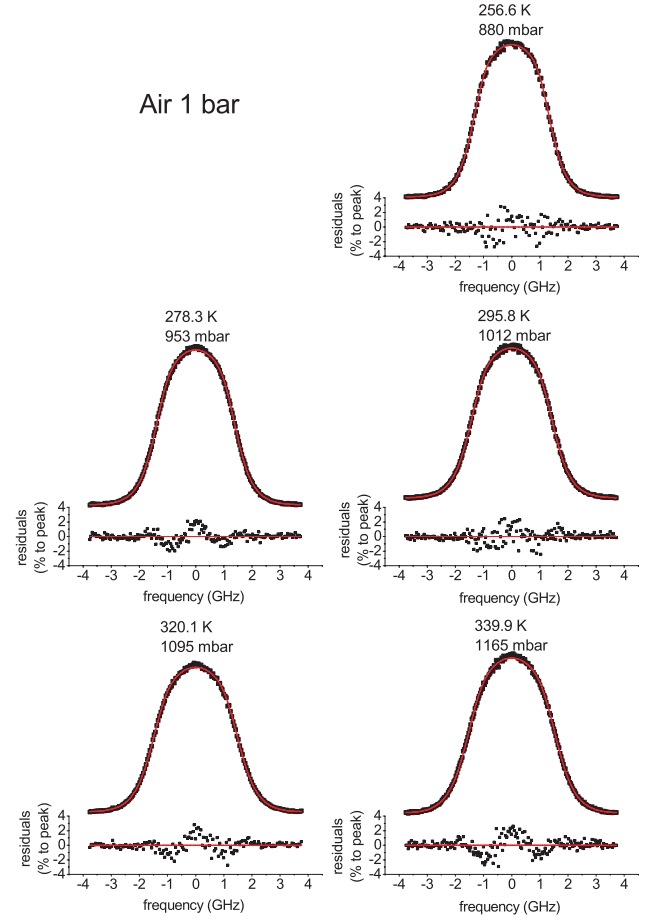 256.6 K
880 mbar
Air 1 bar
residuals
(% to peak)
4
2
0
-2
-4
-4 -3 -2 -1 0 1 2 3 4
frequency (GHz)
278.3 K
953 mbar
residuals
(% to peak)
4
2
0
-2
-4
-4 -3 -2 -1 0 1 2 3 4
frequency (GHz)
295.8 K
1012 mbar
residuals
(% to peak)
4
2
0
-2
-4
-4 -3 -2 -1 0 1 2 3 4
frequency (GHz)
320.1 K
1095 mbar
residuals
(% to peak)
4
2
0
-2
-4
-4 -3 -2 -1 0 1 2 3 4
frequency (GHz)
339.9 K
1165 mbar
residuals
(% to peak)
4
2
0
-2
-4
-4 -3 -2 -1 0 1 2 3 4
frequency (GHz)